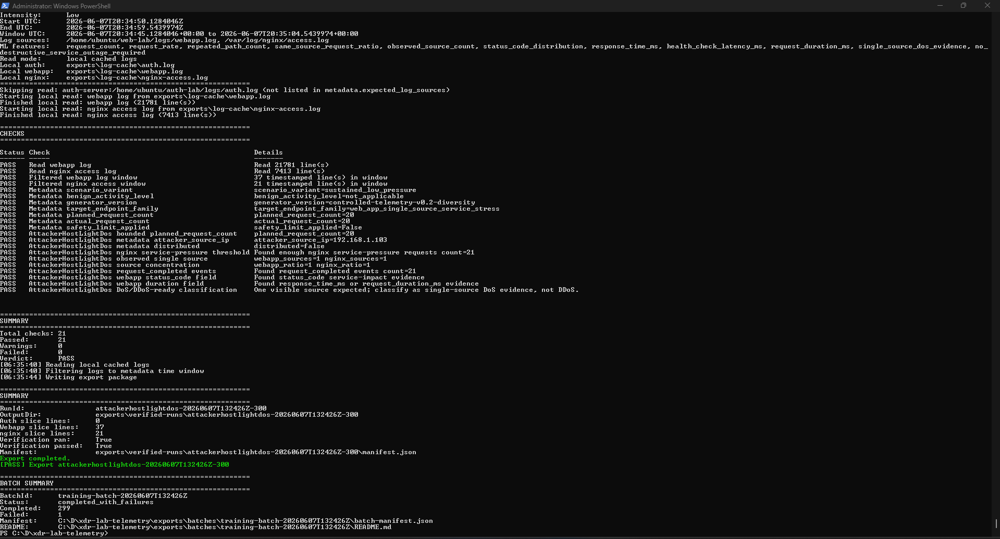 Administrator: Windows PowerShell
Intensity: Low
Start UTC: 2026-06-07T20:34:50.1284046Z
End UTC: 2026-06-07T20:34:59.5439974Z
Window UTC: 2026-06-07T20:34:45.1284046+00:00 to 2026-06-07T20:35:04.5439974+00:00
Log sources: /home/ubuntu/web-lab/logs/webapp.log, /var/log/nginx/access.log
ML features: request_count, request_rate, repeated_path_count, same_source_request_ratio, observed_source_count, status_code_distribution, response_time_ms, health_check_latency_ms, request_duration_ms, single_source_dos_evidence, no_
destructive_service_outage_required
Read mode: local cached logs
Local auth: exports\log-cache\auth.log
Local webapp: exports\log-cache\webapp.log
Local nginx: exports\log-cache\nginx-access.log
============================================================
Skipping read: auth-server:/home/ubuntu/auth-lab/logs/auth.log (not listed in metadata.expected_log_sources)
Starting local read: webapp log from exports\log-cache\webapp.log
Finished local read: webapp log (21781 line(s))
Starting local read: nginx access log from exports\log-cache\nginx-access.log
Finished local read: nginx access log (7413 line(s))
============================================================
CHECKS
============================================================
Status Check Details
------ ----- -------
PASS Read webapp log Read 21781 line(s)
PASS Read nginx access log Read 7413 line(s)
PASS Filtered webapp log window 37 timestamped line(s) in window
PASS Filtered nginx access window 21 timestamped line(s) in window
PASS Metadata scenario_variant scenario_variant=sustained_low_pressure
PASS Metadata benign_activity_level benign_activity_level=not_applicable
PASS Metadata generator_version generator_version=controlled-telemetry-v0.2-diversity
PASS Metadata target_endpoint_family target_endpoint_family=web_app_single_source_service_stress
PASS Metadata planned_request_count planned_request_count=20
PASS Metadata actual_request_count actual_request_count=20
PASS Metadata safety_limit_applied safety_limit_applied=False
PASS AttackerHostLightDos bounded planned_request_count planned_request_count=20
PASS AttackerHostLightDos metadata attacker_source_ip attacker_source_ip=192.168.1.103
PASS AttackerHostLightDos metadata distributed distributed=false
PASS AttackerHostLightDos nginx service-pressure threshold Found enough nginx service-pressure requests count=21
PASS AttackerHostLightDos observed single source webapp_sources=1 nginx_sources=1
PASS AttackerHostLightDos source concentration webapp_ratio=1 nginx_ratio=1
PASS AttackerHostLightDos request_completed events Found request_completed events count=21
PASS AttackerHostLightDos webapp status_code field Found status_code service-impact evidence
PASS AttackerHostLightDos webapp duration field Found response_time_ms or request_duration_ms evidence
PASS AttackerHostLightDos DoS/DDoS-ready classification One visible source expected; classify as single-source DoS evidence, not DDoS.
============================================================
SUMMARY
============================================================
Total checks: 21
Passed: 21
Warnings: 0
Failed: 0
Verdict: PASS
[06:35:40] Reading local cached logs
[06:35:40] Filtering logs to metadata time window
[06:35:44] Writing export package
============================================================
SUMMARY
============================================================
RunId: attackerhostlightdos-20260607T132426Z-300
OutputDir: exports\verified-runs\attackerhostlightdos-20260607T132426Z-300
Auth slice lines: 0
Webapp slice lines: 37
nginx slice lines: 21
Verification ran: True
Verification passed: True
Manifest: exports\verified-runs\attackerhostlightdos-20260607T132426Z-300\manifest.json
Export completed.
[PASS] Export attackerhostlightdos-20260607T132426Z-300
============================================================
BATCH SUMMARY
============================================================
BatchId: training-batch-20260607T132426Z
Status: completed_with_failures
Completed: 299
Failed: 1
Manifest: C:\D\xdr-lab-telemetry\exports\batches\training-batch-20260607T132426Z\batch-manifest.json
README: C:\D\xdr-lab-telemetry\exports\batches\training-batch-20260607T132426Z\README.md
PS C:\D\xdr-lab-telemetry>